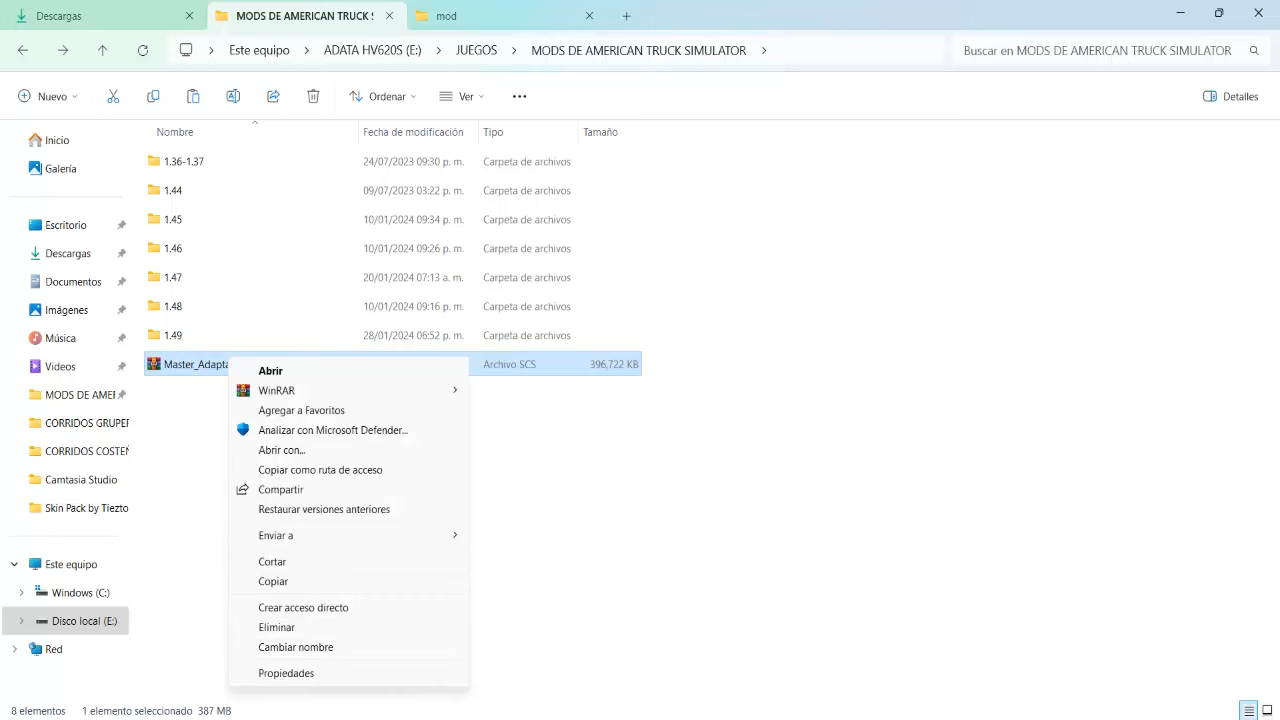 Descargas
MODS DE AMERICAN TRUCK S
mod
Este equipo
ADATA HV620S (E:)
JUEGOS
MODS DE AMERICAN TRUCK SIMULATOR
Buscar en MODS DE AMERICAN TRUCK SIMULATOR
Nuevo
Ordenar
Ver
Detalles
Nombre
Fecha de modificación
Tipo
Tamaño
1.36-1.37
24/07/2023 09:30 p. m.
Carpeta de archivos
1.44
09/07/2023 03:22 p. m.
Carpeta de archivos
1.45
10/01/2024 09:34 p. m.
Carpeta de archivos
1.46
10/01/2024 09:26 p. m.
Carpeta de archivos
1.47
20/01/2024 07:13 a. m.
Carpeta de archivos
1.48
10/01/2024 09:16 p. m.
Carpeta de archivos
1.49
28/01/2024 06:52 p. m.
Carpeta de archivos
Master_Adapta
Archivo SCS
396,722 KB
Inicio
Galería
Escritorio
Descargas
Documentos
Imágenes
Música
Videos
MODS DE AMER
CORRIDOS GRUPER
CORRIDOS COSTEÑ
Camtasia Studio
Skin Pack by Tiezto
Este equipo
Windows (C:)
Disco local (E:)
Red
Abrir
WinRAR
Agregar a Favoritos
Analizar con Microsoft Defender...
Abrir con...
Copiar como ruta de acceso
Compartir
Restaurar versiones anteriores
Enviar a
Cortar
Copiar
Crear acceso directo
Eliminar
Cambiar nombre
Propiedades
8 elementos
1 elemento seleccionado 387 MB